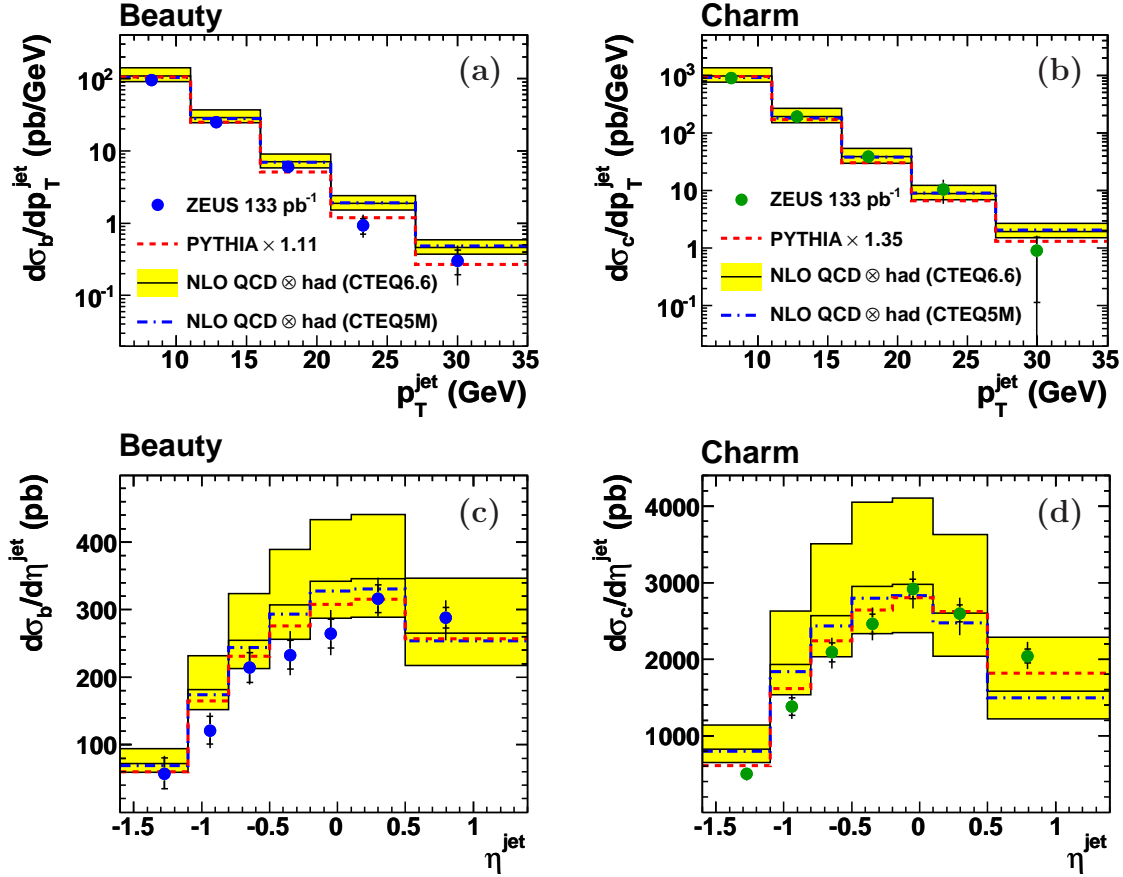 Beauty
(a)
dσ_b/dp_T^jet (pb/GeV)
10^2
10
1
10^-1
ZEUS 133 pb^-1
PYTHIA × 1.11
NLO QCD ⊗ had (CTEQ6.6)
NLO QCD ⊗ had (CTEQ5M)
10 15 20 25 30 35
p_T^jet (GeV)
Charm
(b)
dσ_c/dp_T^jet (pb/GeV)
10^3
10^2
10
1
10^-1
ZEUS 133 pb^-1
PYTHIA × 1.35
NLO QCD ⊗ had (CTEQ6.6)
NLO QCD ⊗ had (CTEQ5M)
10 15 20 25 30 35
p_T^jet (GeV)
Beauty
(c)
dσ_b/dη^jet (pb)
400
300
200
100
-1.5 -1 -0.5 0 0.5 1
η^jet
Charm
(d)
dσ_c/dη^jet (pb)
4000
3000
2000
1000
-1.5 -1 -0.5 0 0.5 1
η^jet